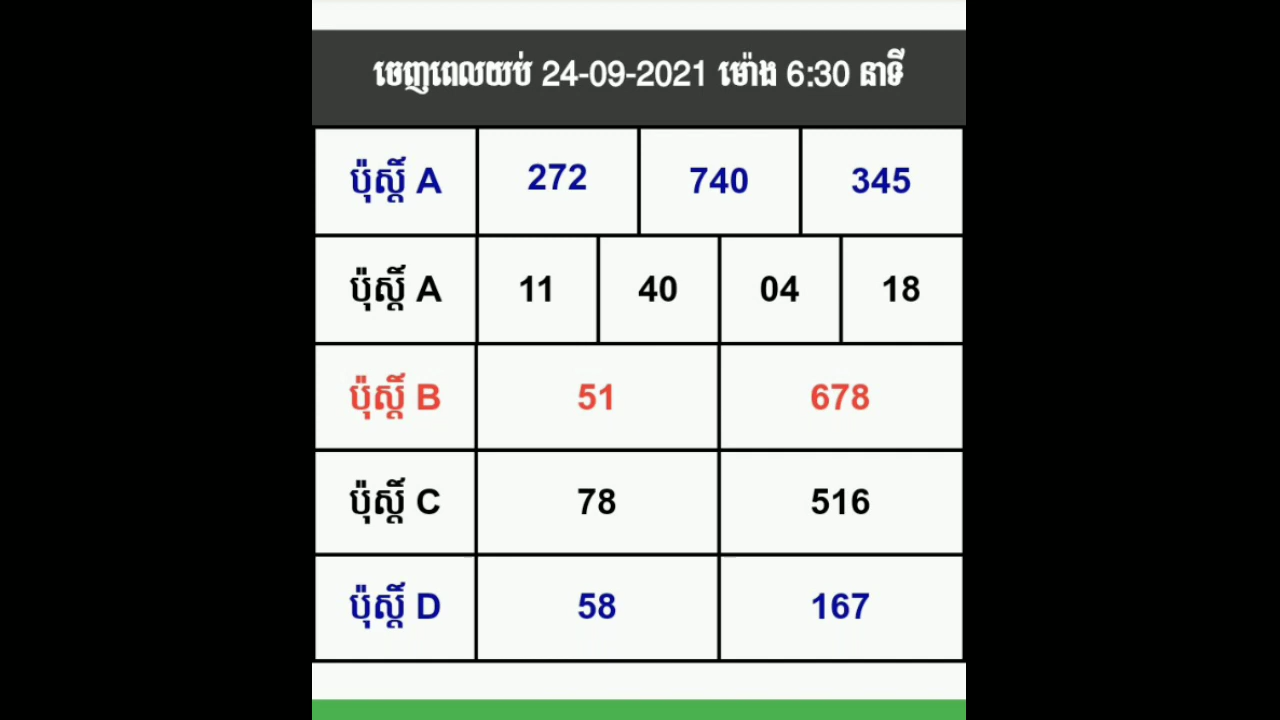 ចេញពេលយប់ 24-09-2021 ម៉ោង 6:30 នាទី
ប៉ុស្តិ៍ A 272 740 345
ប៉ុស្តិ៍ A 11 40 04 18
ប៉ុស្តិ៍ B 51 678
ប៉ុស្តិ៍ C 78 516
ប៉ុស្តិ៍ D 58 167